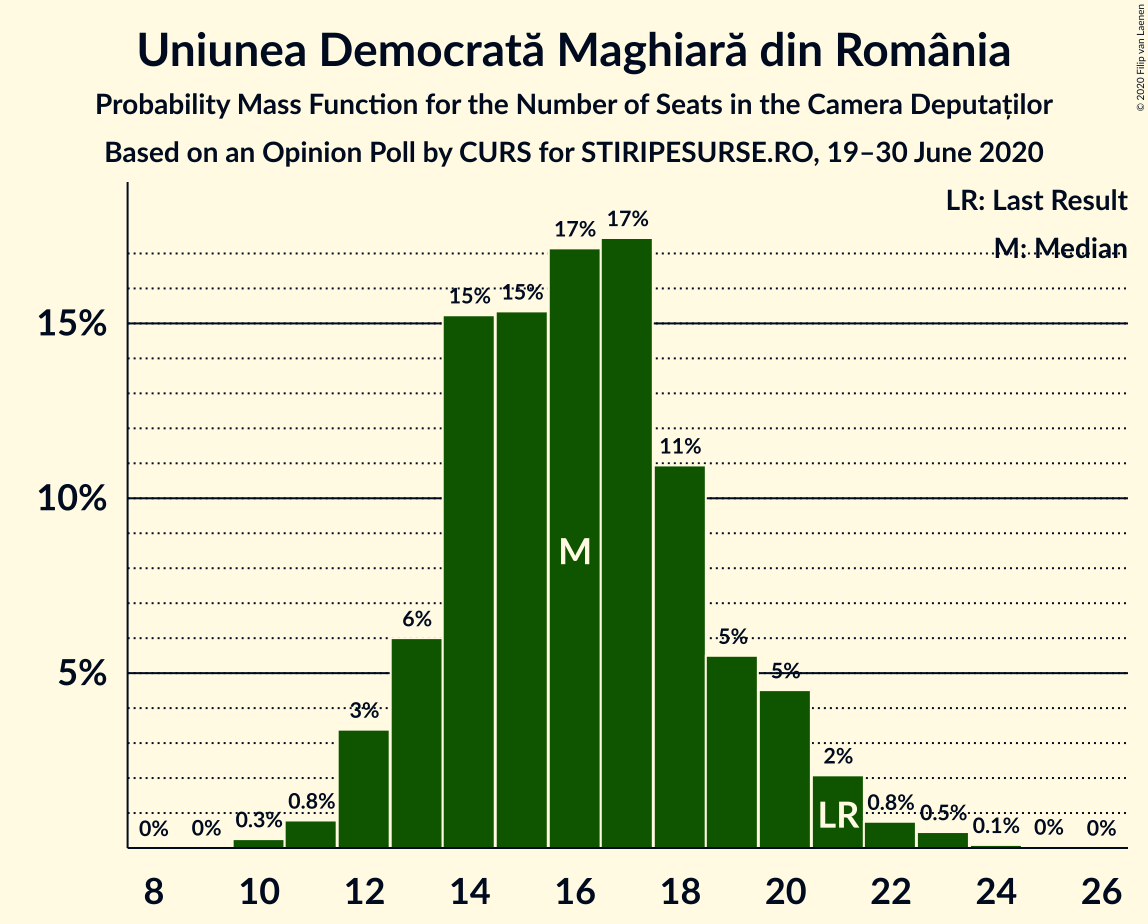 Uniunea Democrată Maghiară din România
Probability Mass Function for the Number of Seats in the Camera Deputaților
Based on an Opinion Poll by CURS for STIRIPESURSE.RO, 19–30 June 2020
© 2020 Filip van Laenen
LR: Last Result
M: Median
15%
10%
5%
0%
0%
0.3%
0.8%
3%
6%
15%
15%
17%
17%
11%
5%
5%
2%
0.8%
0.5%
0.1%
0%
0%
M
LR
8 10 12 14 16 18 20 22 24 26